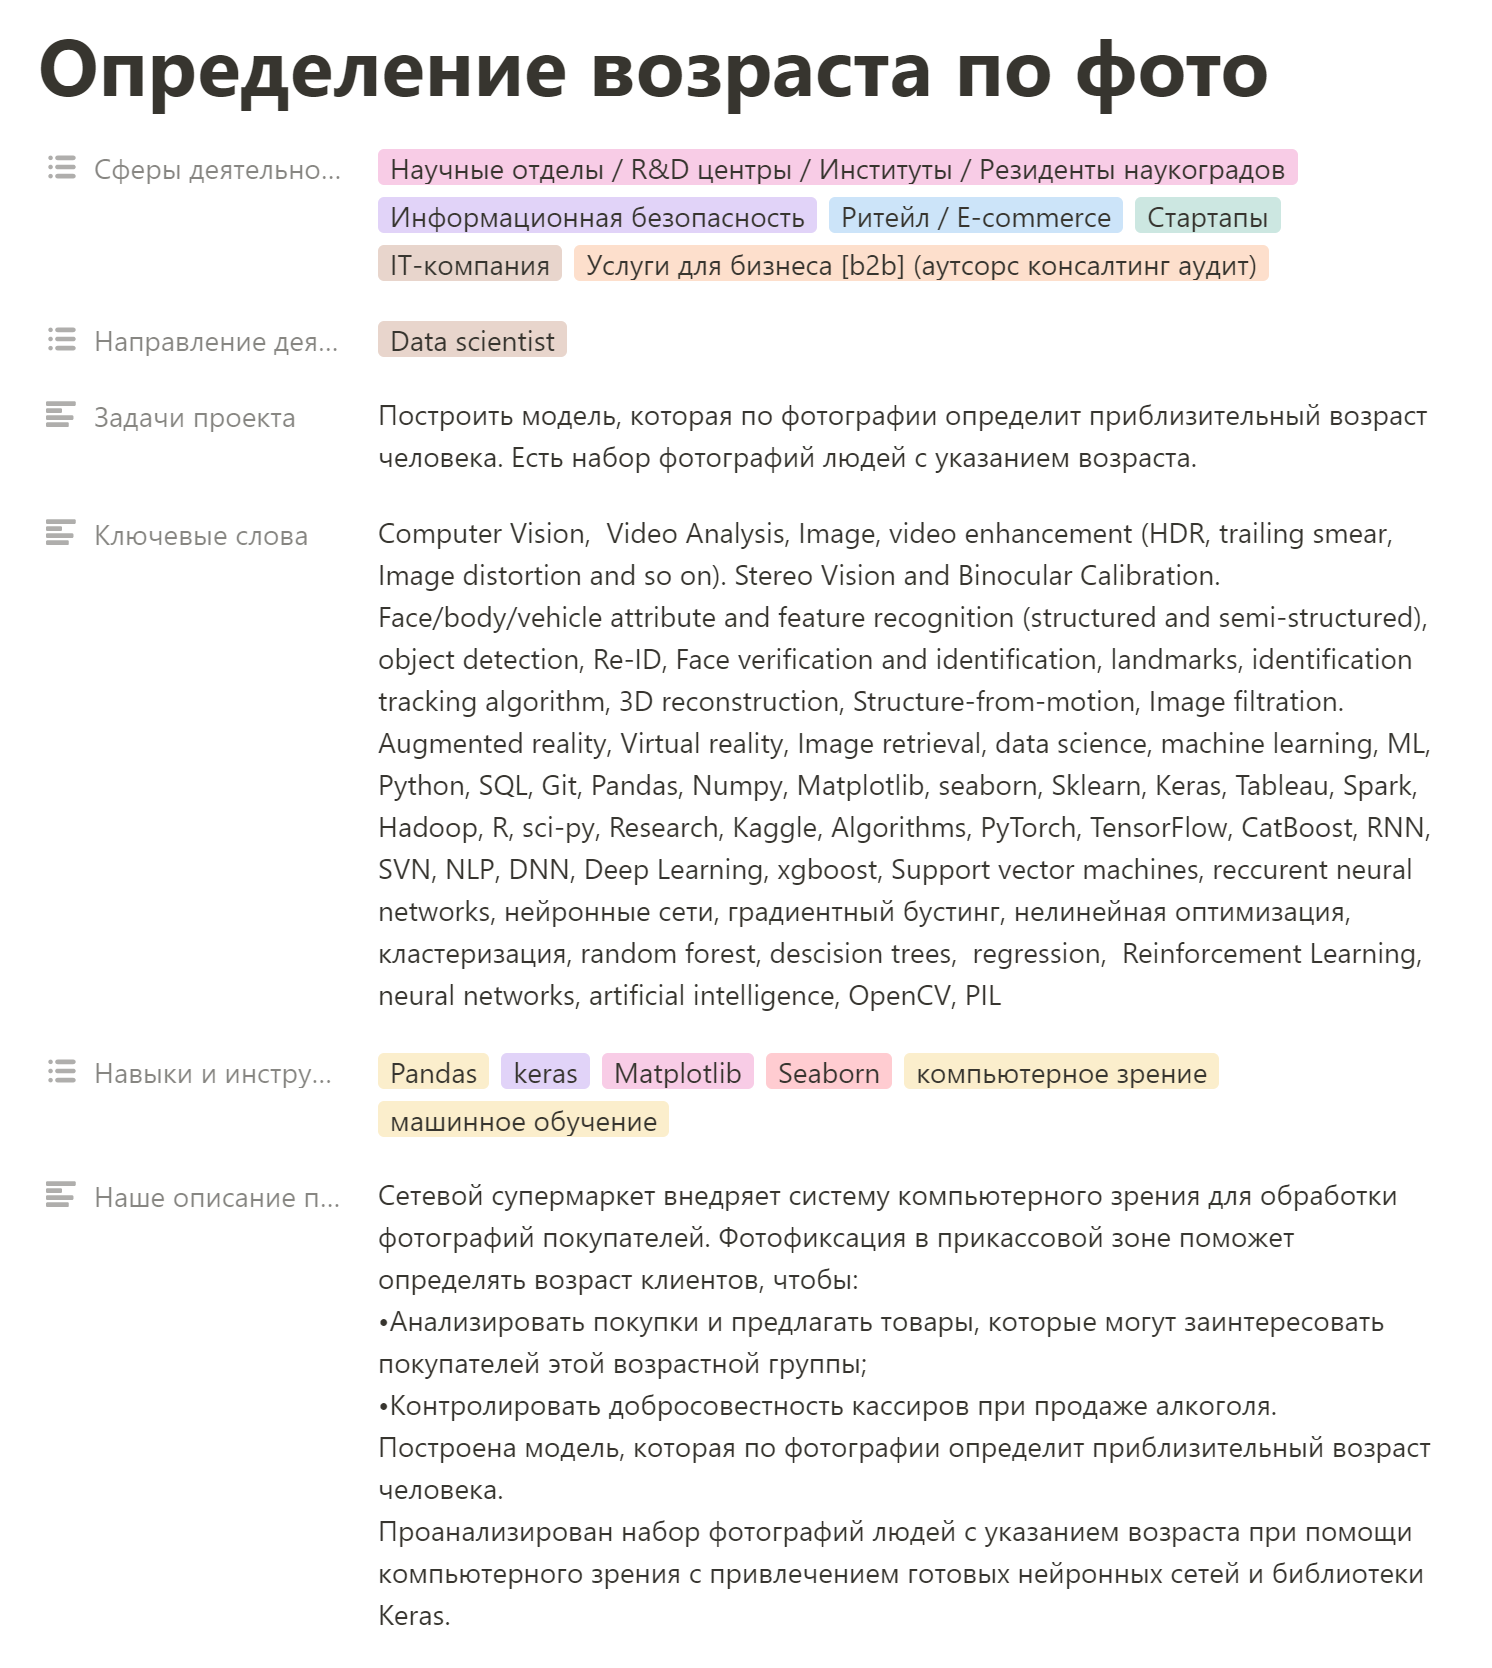 Определение возраста по фото
Сферы деятельно...
Научные отделы / R&D центры / Институты / Резиденты наукоградов
Информационная безопасность Ритейл / E-commerce Стартапы
IT-компания Услуги для бизнеса [b2b] (аутсорс консалтинг аудит)
Направление дея...
Data scientist
Задачи проекта
Построить модель, которая по фотографии определит приблизительный возраст
человека. Есть набор фотографий людей с указанием возраста.
Ключевые слова
Computer Vision,  Video Analysis, Image, video enhancement (HDR, trailing smear,
Image distortion and so on). Stereo Vision and Binocular Calibration.
Face/body/vehicle attribute and feature recognition (structured and semi-structured),
object detection, Re-ID, Face verification and identification, landmarks, identification
tracking algorithm, 3D reconstruction, Structure-from-motion, Image filtration.
Augmented reality, Virtual reality, Image retrieval, data science, machine learning, ML,
Python, SQL, Git, Pandas, Numpy, Matplotlib, seaborn, Sklearn, Keras, Tableau, Spark,
Hadoop, R, sci-py, Research, Kaggle, Algorithms, PyTorch, TensorFlow, CatBoost, RNN,
SVN, NLP, DNN, Deep Learning, xgboost, Support vector machines, reccurent neural
networks, нейронные сети, градиентный бустинг, нелинейная оптимизация,
кластеризация, random forest, descision trees,  regression,  Reinforcement Learning,
neural networks, artificial intelligence, OpenCV, PIL
Навыки и инстру...
Pandas keras Matplotlib Seaborn компьютерное зрение
машинное обучение
Наше описание п...
Сетевой супермаркет внедряет систему компьютерного зрения для обработки
фотографий покупателей. Фотофиксация в прикассовой зоне поможет
определять возраст клиентов, чтобы:
•Анализировать покупки и предлагать товары, которые могут заинтересовать
покупателей этой возрастной группы;
•Контролировать добросовестность кассиров при продаже алкоголя.
Построена модель, которая по фотографии определит приблизительный возраст
человека.
Проанализирован набор фотографий людей с указанием возраста при помощи
компьютерного зрения с привлечением готовых нейронных сетей и библиотеки
Keras.